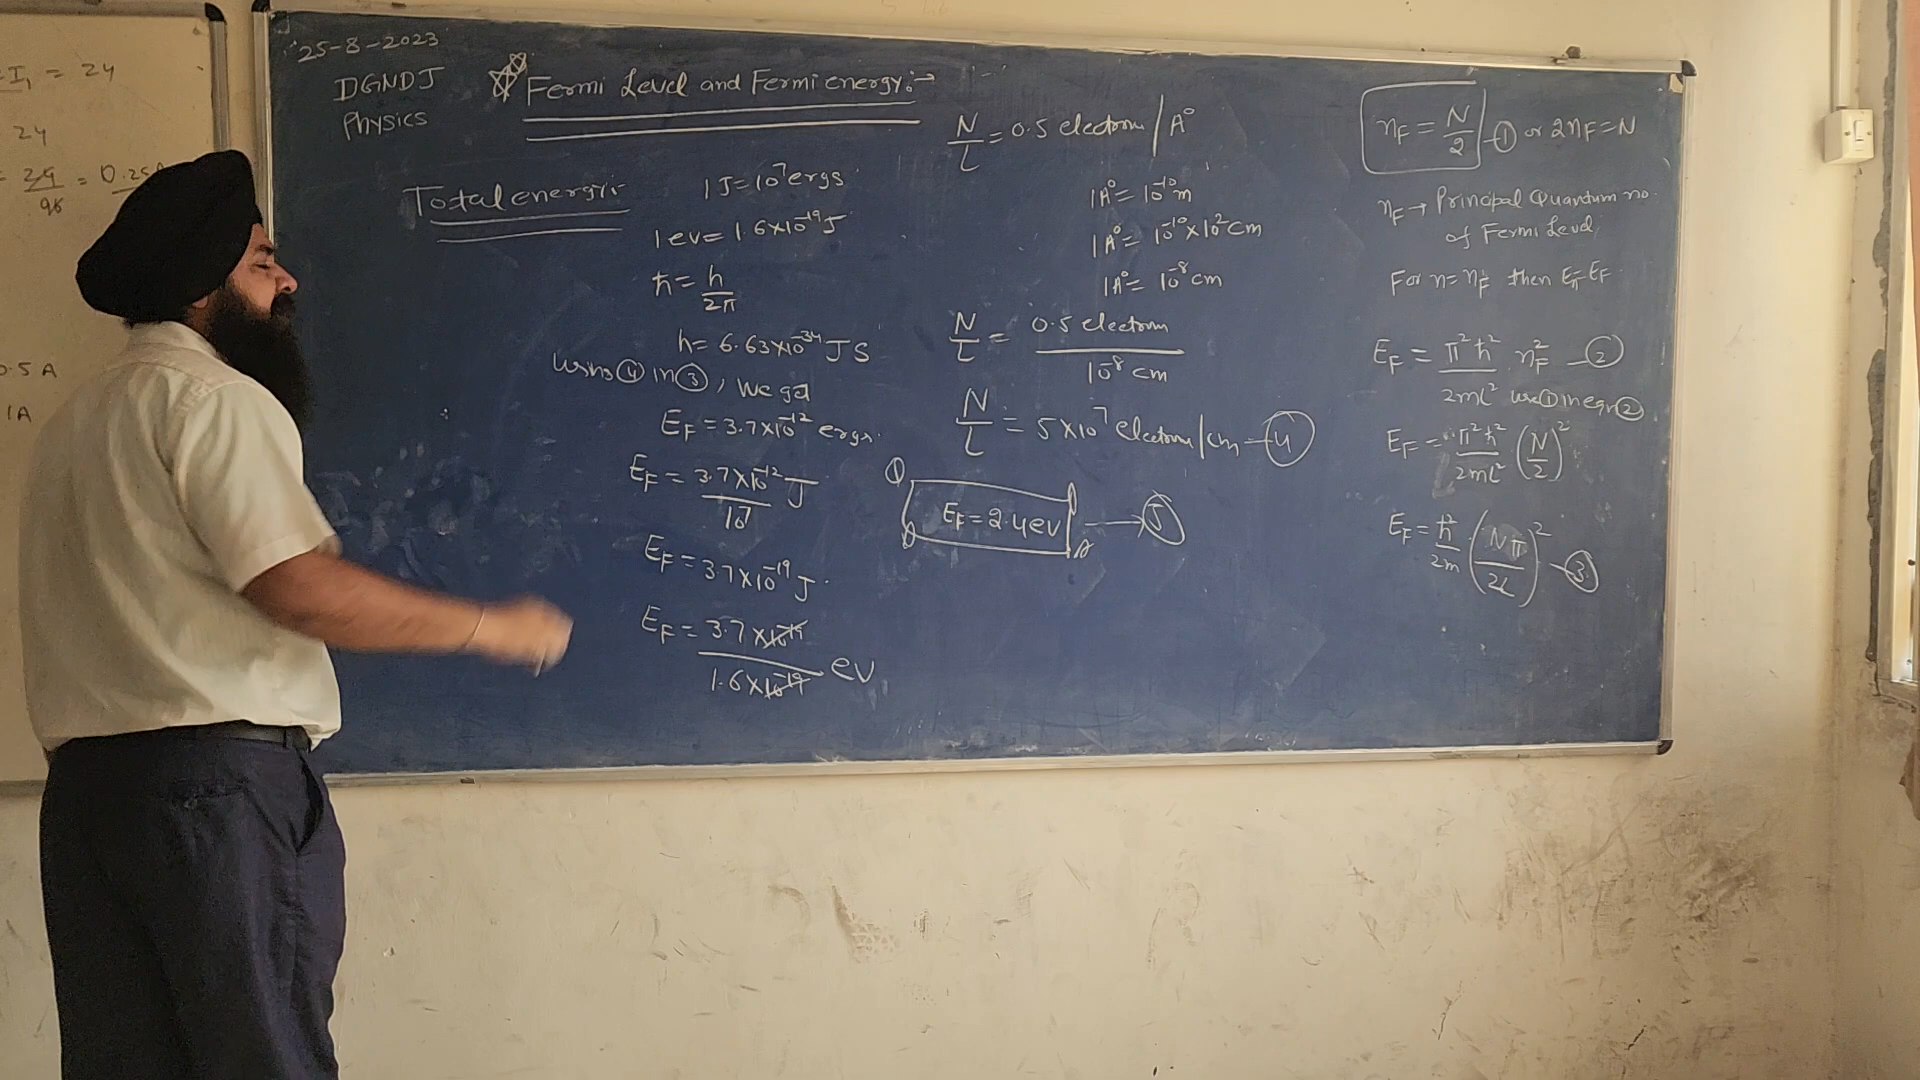 I₁ = 24
24
= 24/96 = 0.25
0.5 A
1A
25-8-2023
DGNDJ
Physics
Fermi Level and Fermi energy:→
Total energy:-
1 J = 10⁷ ergs
1 ev = 1.6×10⁻¹⁹ J
ħ = h/2π
h = 6.63×10⁻³⁴ JS
using ④ in ③, we get
E_F = 3.7×10⁻¹² ergs.
E_F = 3.7×10⁻¹²/10⁷ J
E_F = 3.7×10⁻¹⁹ J
E_F = 3.7×10⁻¹⁹/1.6×10⁻¹⁹ ev
N/L = 0.5 electron/A°
1A° = 10⁻¹⁰ m
1A° = 10⁻¹⁰×10² cm
1A° = 10⁻⁸ cm
N/L = 0.5 electron/10⁻⁸ cm
N/L = 5×10⁷ electron/cm —④
E_F = 2.4 ev → ⑤
n_F = N/2 —① or 2n_F = N
n_F → Principal Quantum no.
of Fermi Level
For n = n_F then E_n = E_F
E_F = π²ħ²/2mL² n_F² —②
use ① in eqn ②
E_F = π²ħ²/2mL² (N/2)²
E_F = ħ²/2m (Nπ/2L)² —③